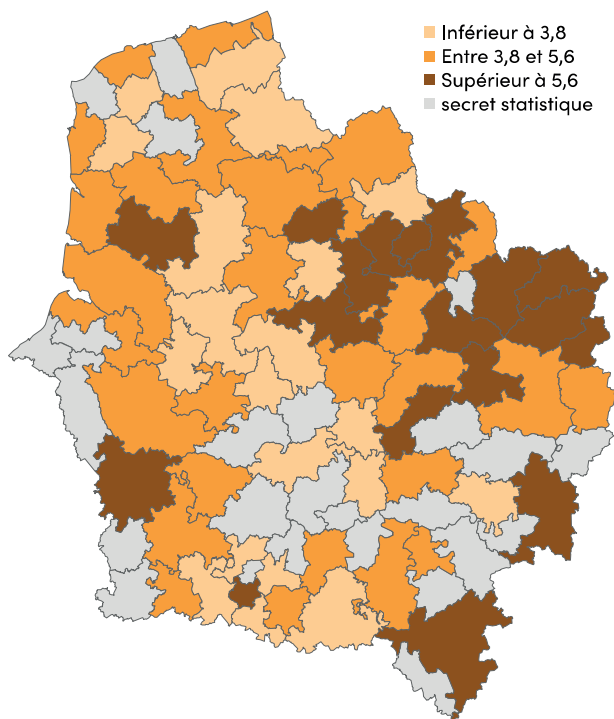 Inférieur à 3,8
Entre 3,8 et 5,6
Supérieur à 5,6
secret statistique